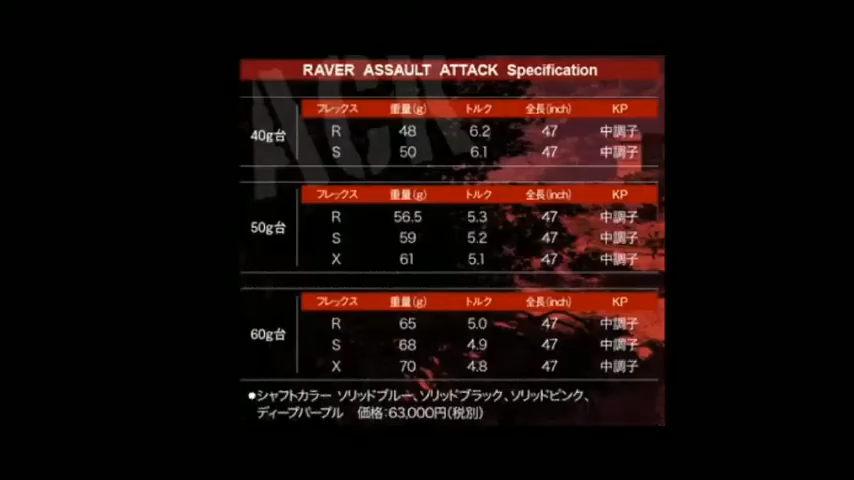 RAVER ASSAULT ATTACK Specification
フレックス 重量(g) トルク 全長(inch) KP
40g台
R 48 6.2 47 中調子
S 50 6.1 47 中調子
フレックス 重量(g) トルク 全長(inch) KP
50g台
R 56.5 5.3 47 中調子
S 59 5.2 47 中調子
X 61 5.1 47 中調子
フレックス 重量(g) トルク 全長(inch) KP
60g台
R 65 5.0 47 中調子
S 68 4.9 47 中調子
X 70 4.8 47 中調子
●シャフトカラー ソリッドブルー、ソリッドブラック、ソリッドピンク、
ディープパープル 価格:63,000円(税別)